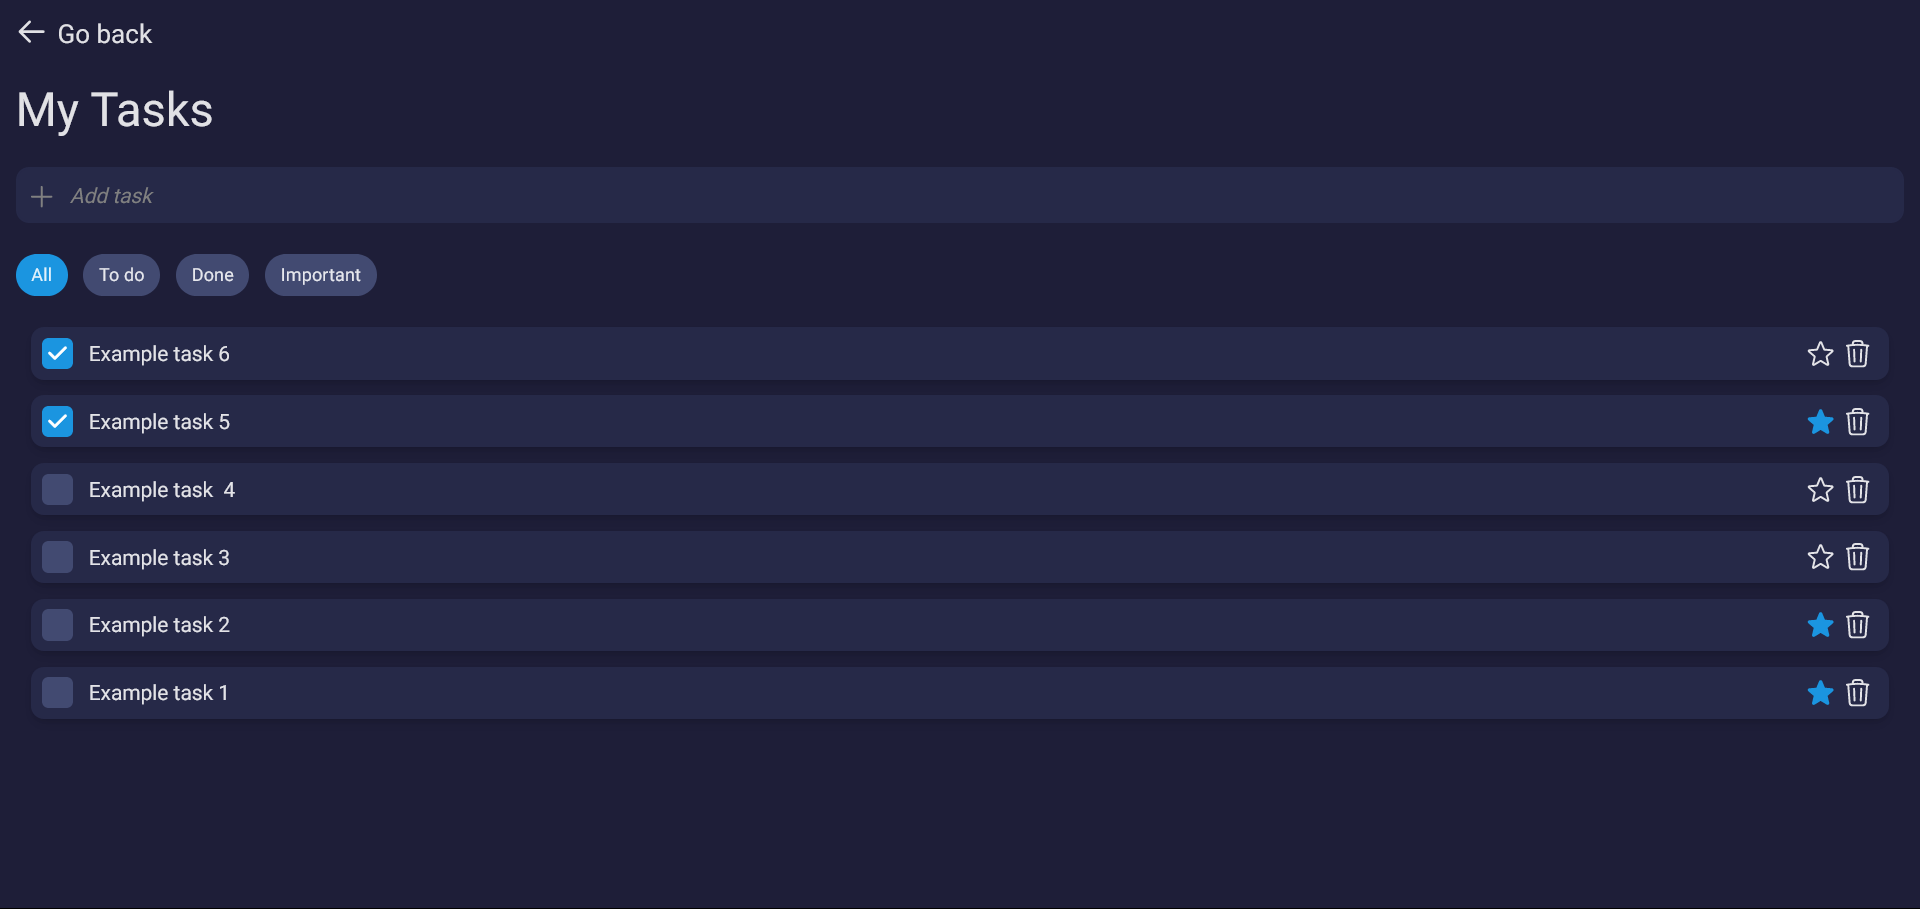 Go back
My Tasks
Add task
All To do Done Important
Example task 6
Example task 5
Example task  4
Example task 3
Example task 2
Example task 1